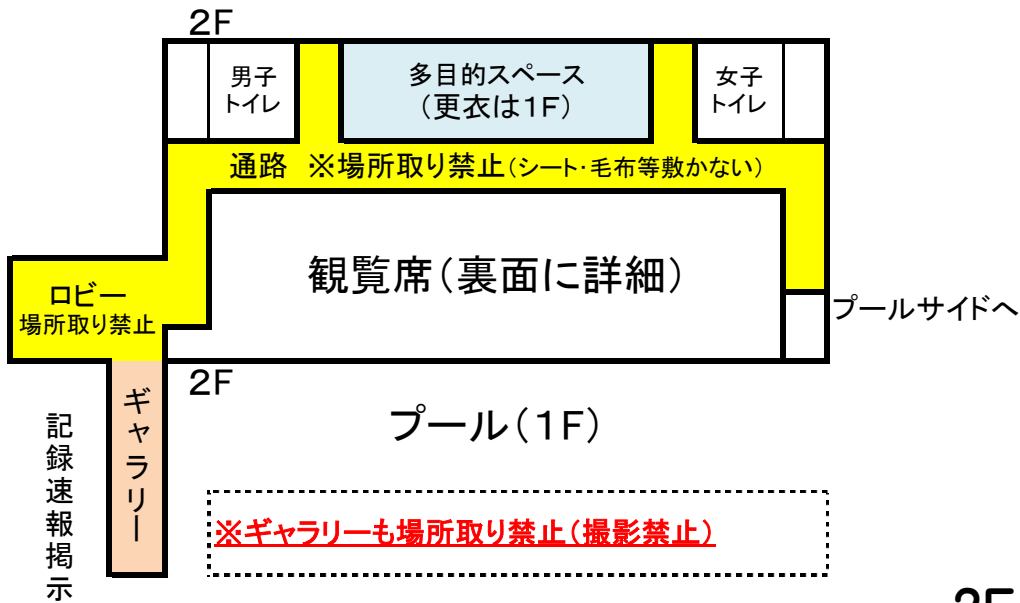 2F
男子
トイレ
多目的スペース
(更衣は1F)
女子
トイレ
通路 ※場所取り禁止(シート・毛布等敷かない)
観覧席(裏面に詳細)
ロビー
場所取り禁止
プールサイドへ
2F
ギャラリー
プール(1F)
記録速報掲示
※ギャラリーも場所取り禁止(撮影禁止)